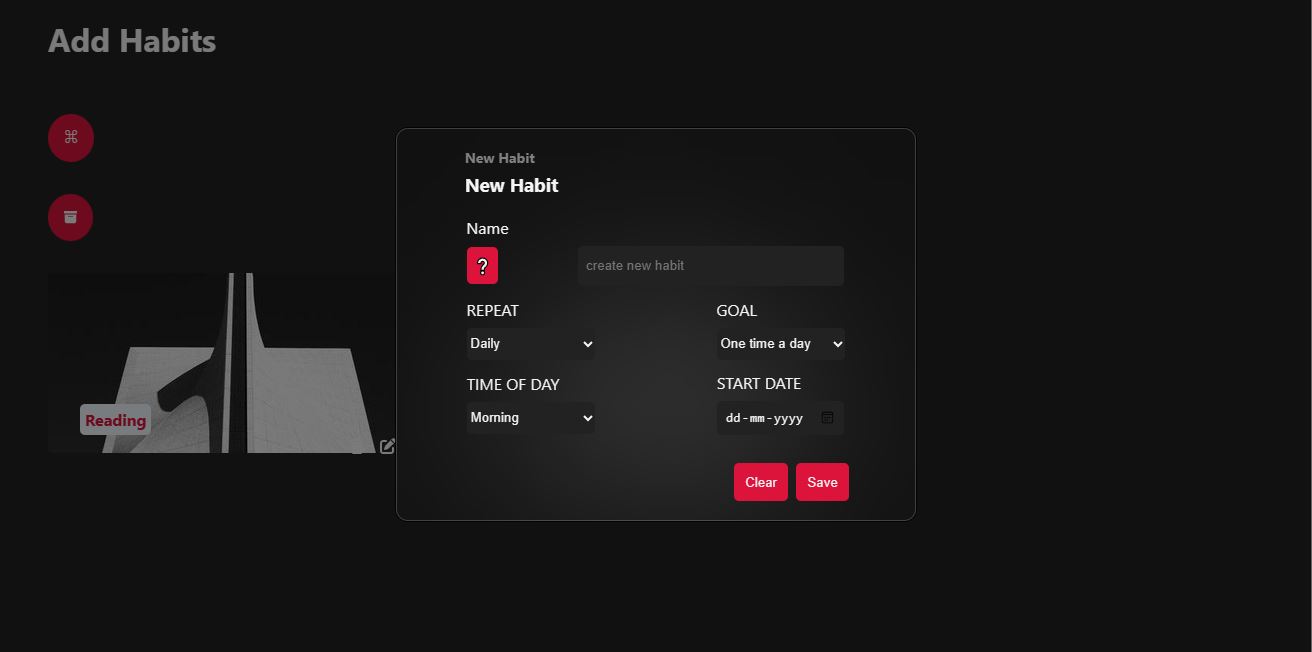 Add Habits
⌘
New Habit
New Habit
Name
?
create new habit
REPEAT
GOAL
Daily
One time a day
TIME OF DAY
START DATE
Morning
dd-mm-yyyy
Reading
Clear
Save